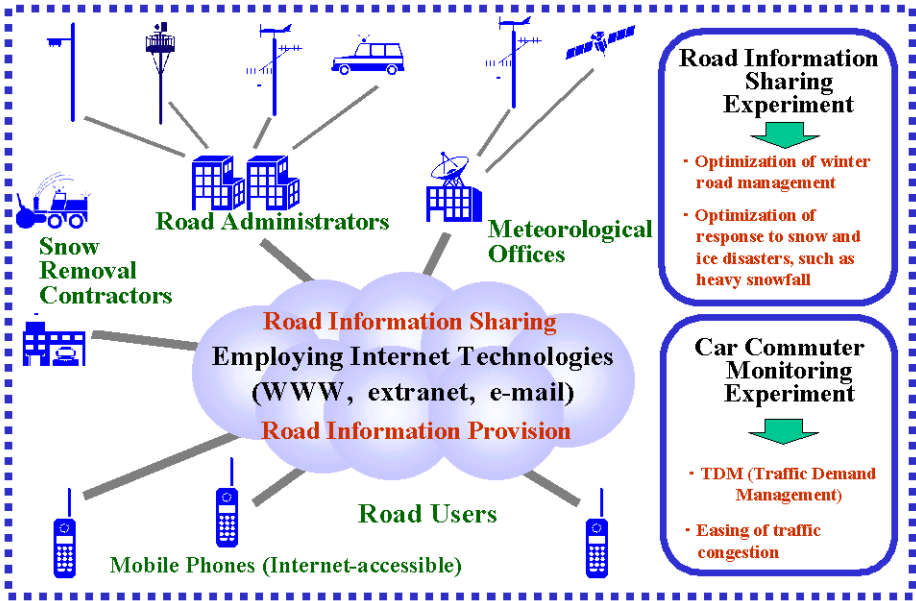 Road Administrators
Meteorological
Offices
Snow
Removal
Contractors
Road Information Sharing
Employing Internet Technologies
(WWW, extranet, e-mail)
Road Information Provision
Road Users
Mobile Phones (Internet-accessible)
Road Information
Sharing
Experiment
・Optimization of winter
road management
・Optimization of
response to snow and
ice disasters, such as
heavy snowfall
Car Commuter
Monitoring
Experiment
・TDM (Traffic Demand
Management)
・Easing of traffic
congestion